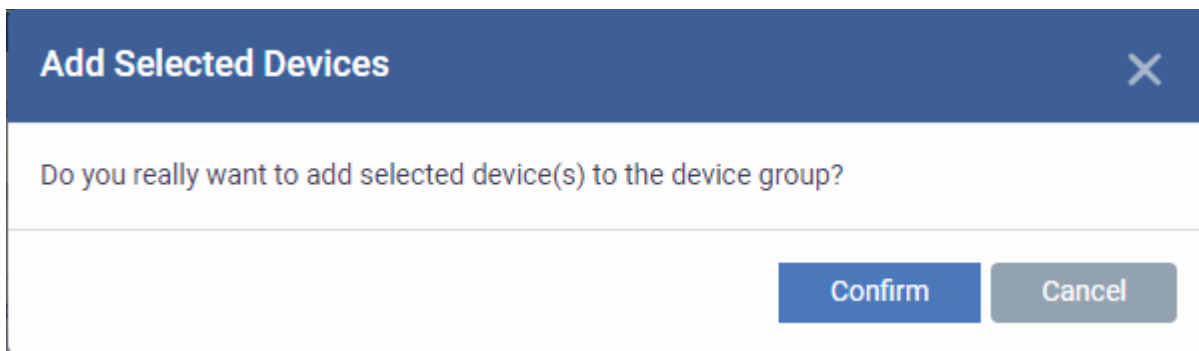 Add Selected Devices
Do you really want to add selected device(s) to the device group?
Confirm Cancel